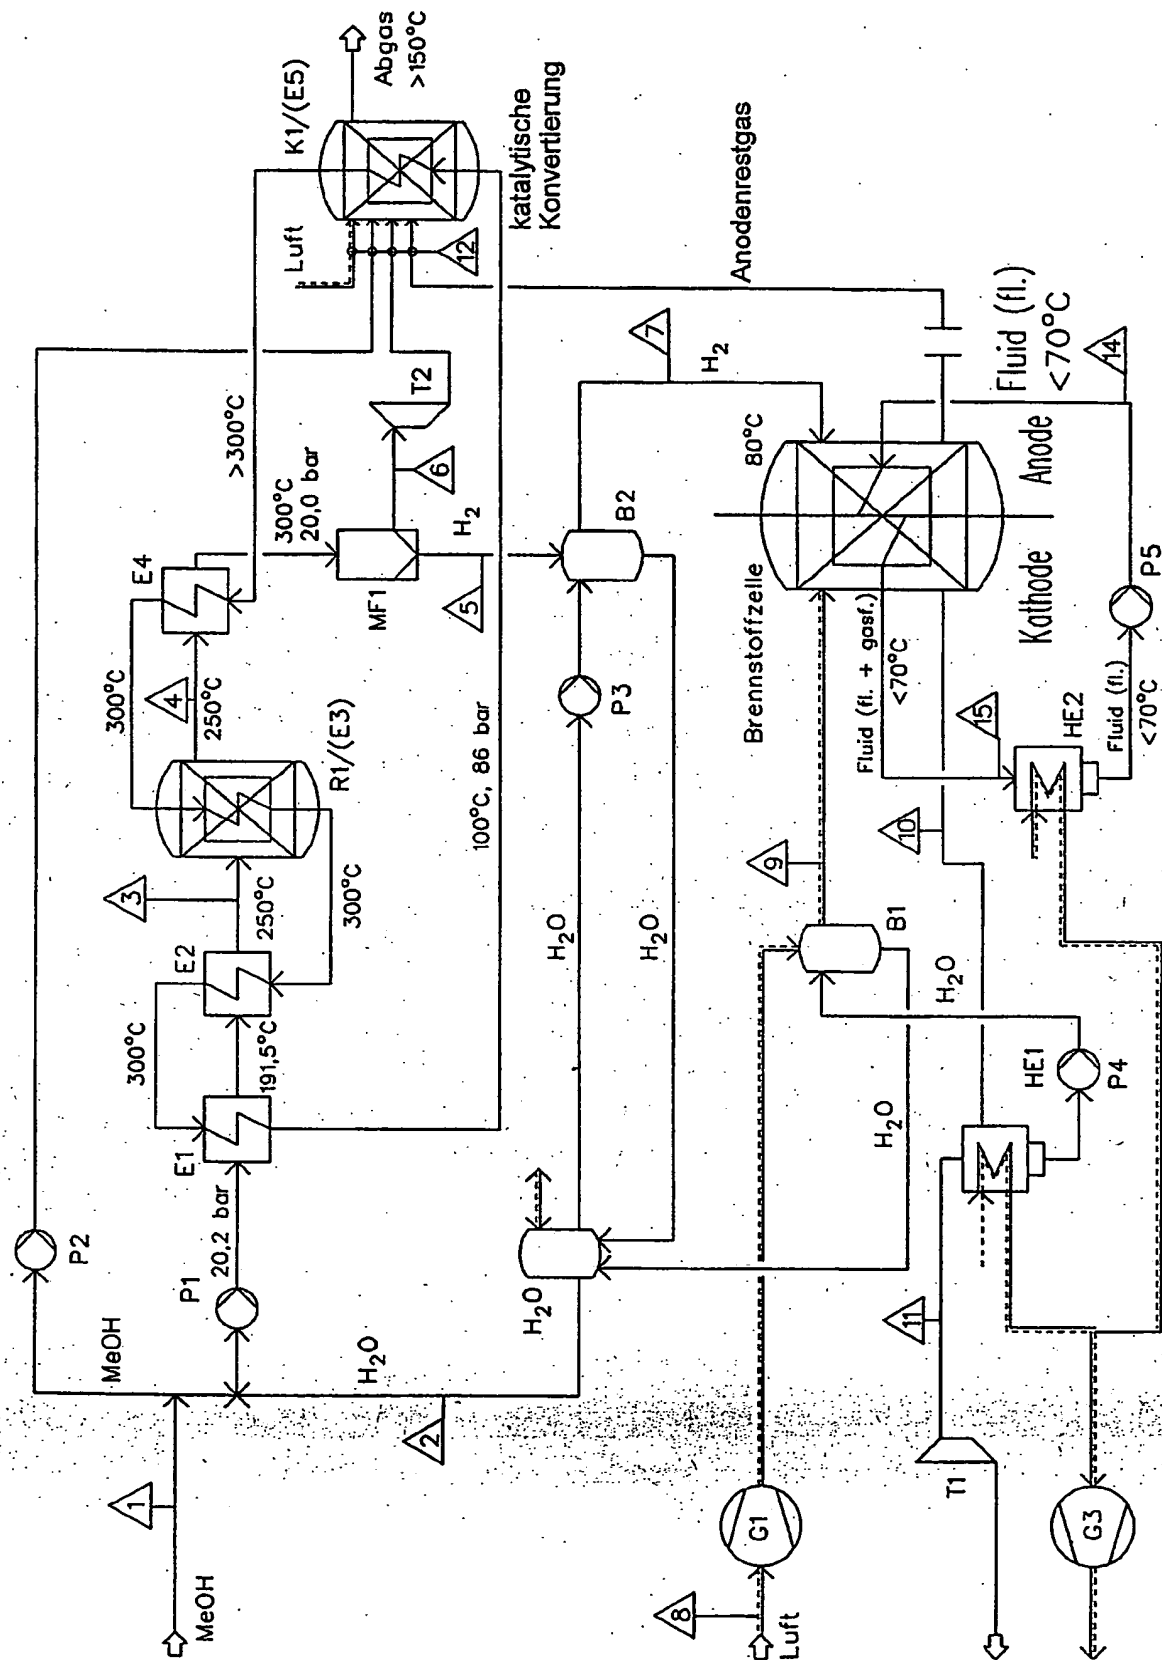 MeOH
1
MeOH
P2
P1
20,2 bar
H2O
2
E1
300°C
191,5°C
E2
3
250°C
300°C
R1/(E3)
300°C
4
250°C
E4
>300°C
300°C
20,0 bar
MF1
6
H2
5
T2
Luft
12
K1/(E5)
Abgas
>150°C
katalytische
Konvertierung
100°C, 86 bar
H2O
H2O
H2O
P3
B2
7
H2
Anodenrestgas
Brennstoffzelle
80°C
Kathode
Anode
Fluid (fl.)
<70°C
14
Fluid (fl. + gasf.)
<70°C
15
HE2
Fluid (fl.)
<70°C
P5
10
9
B1
H2O
H2O
HE1
P4
11
T1
G1
8
Luft
G3